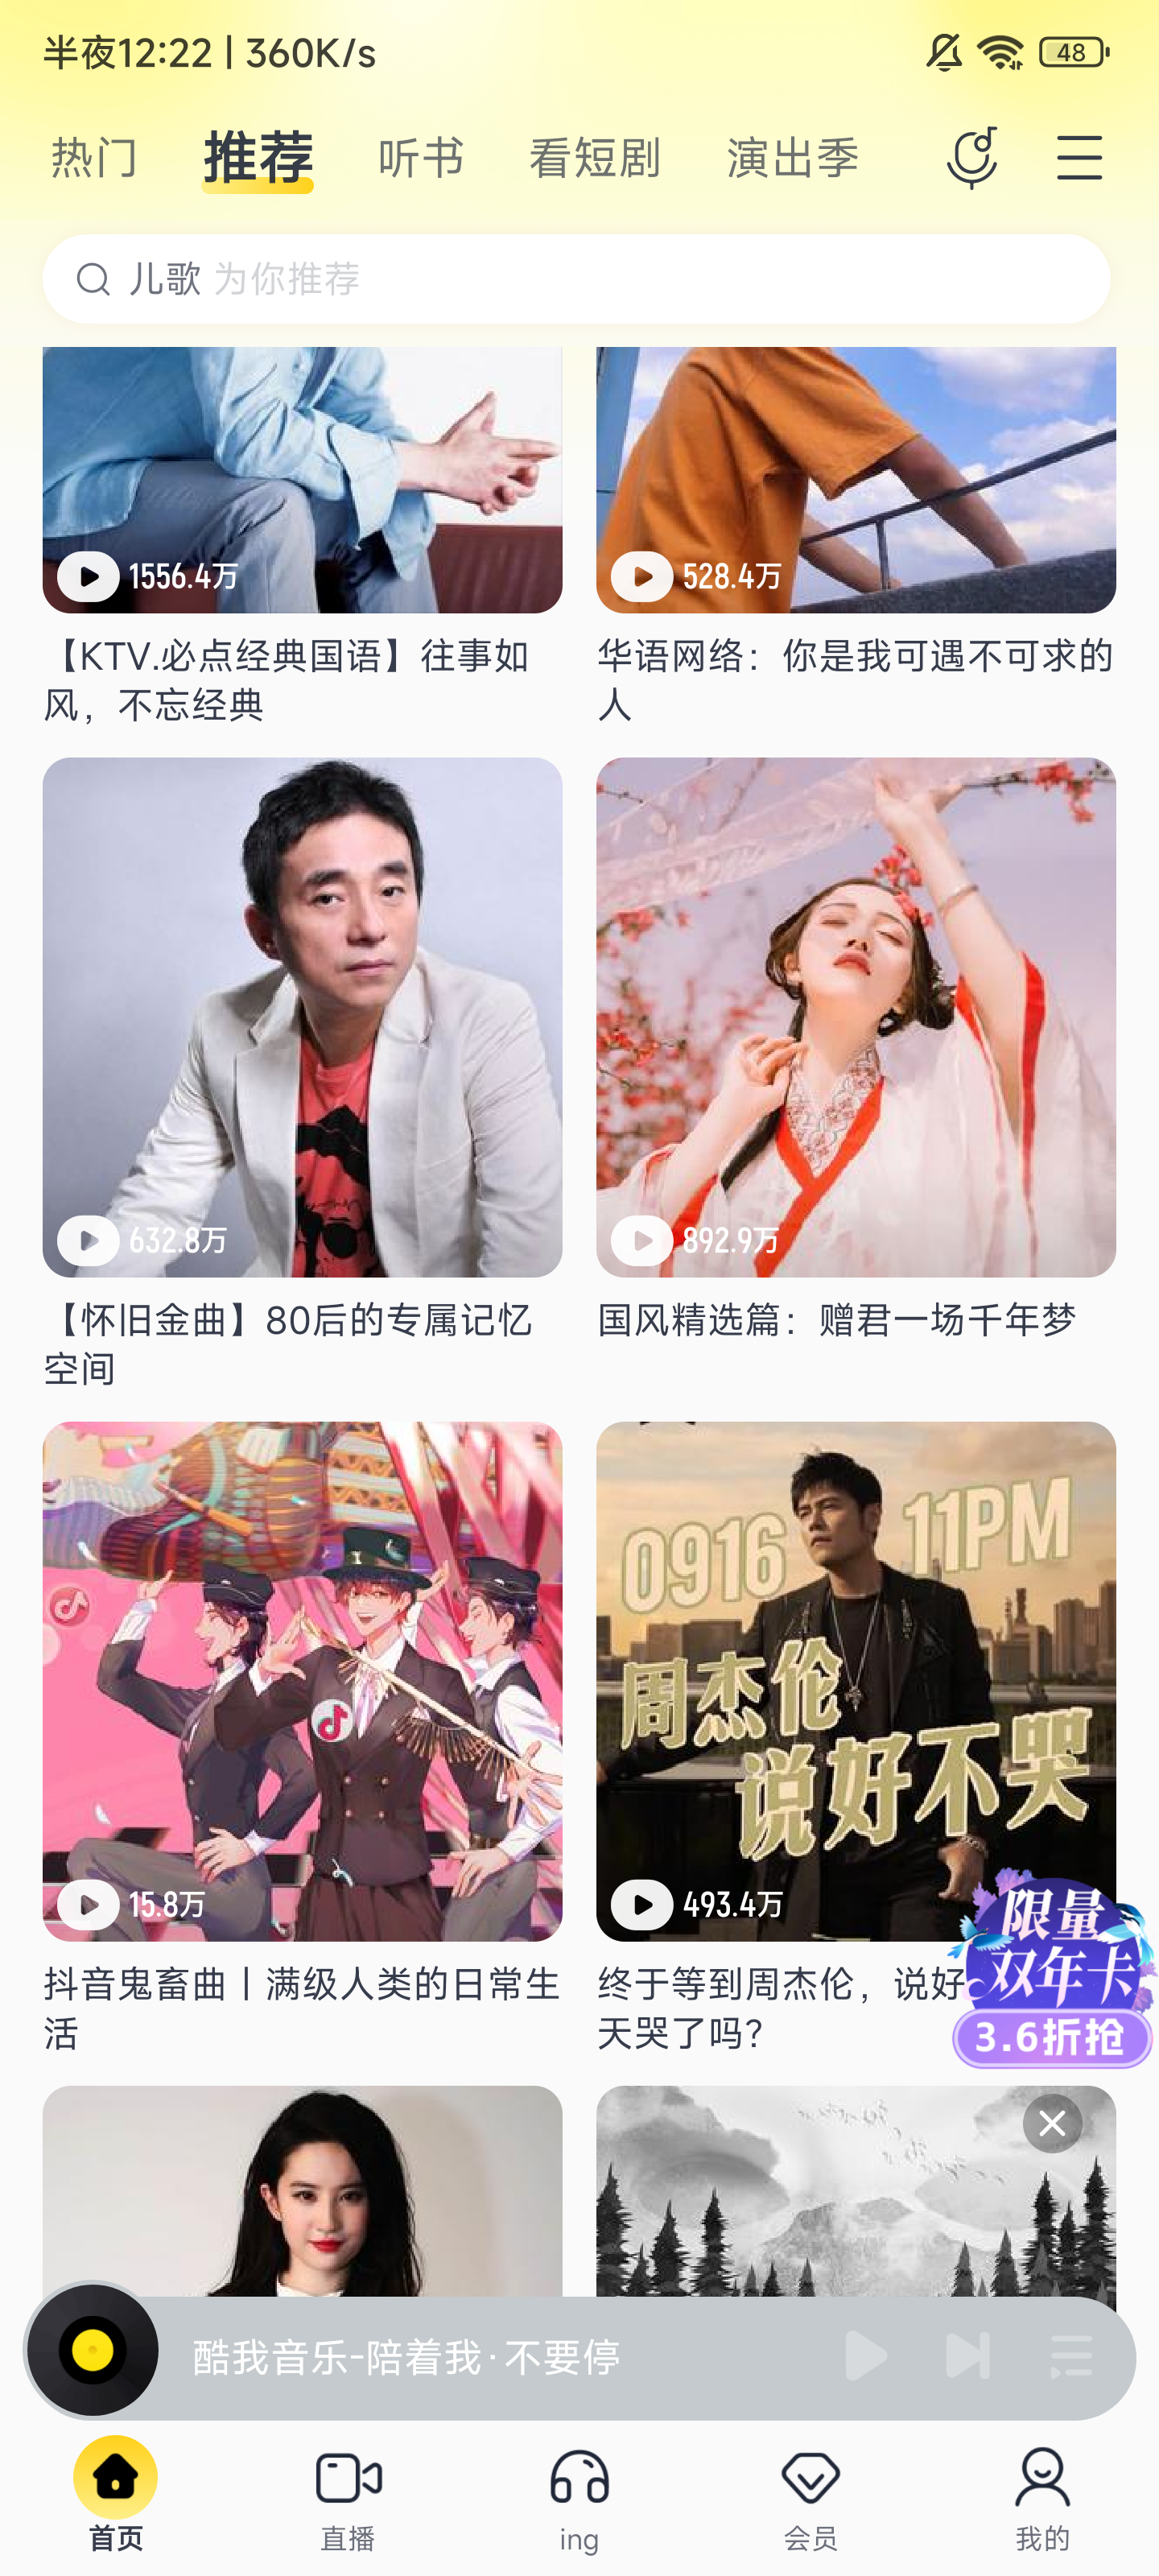 半夜12:22 | 360K/s
48
热门 推荐 听书 看短剧 演出季
儿歌 为你推荐
1556.4万
528.4万
【KTV.必点经典国语】往事如
风，不忘经典
华语网络：你是我可遇不可求的
人
632.8万
892.9万
【怀旧金曲】80后的专属记忆
空间
国风精选篇：赠君一场千年梦
0916 11PM
周杰伦
说好不哭
15.8万
493.4万
抖音鬼畜曲丨满级人类的日常生
活
终于等到周杰伦，说好
天哭了吗？
限量
双年卡
3.6折抢
酷我音乐-陪着我·不要停
首页 直播 ing 会员 我的